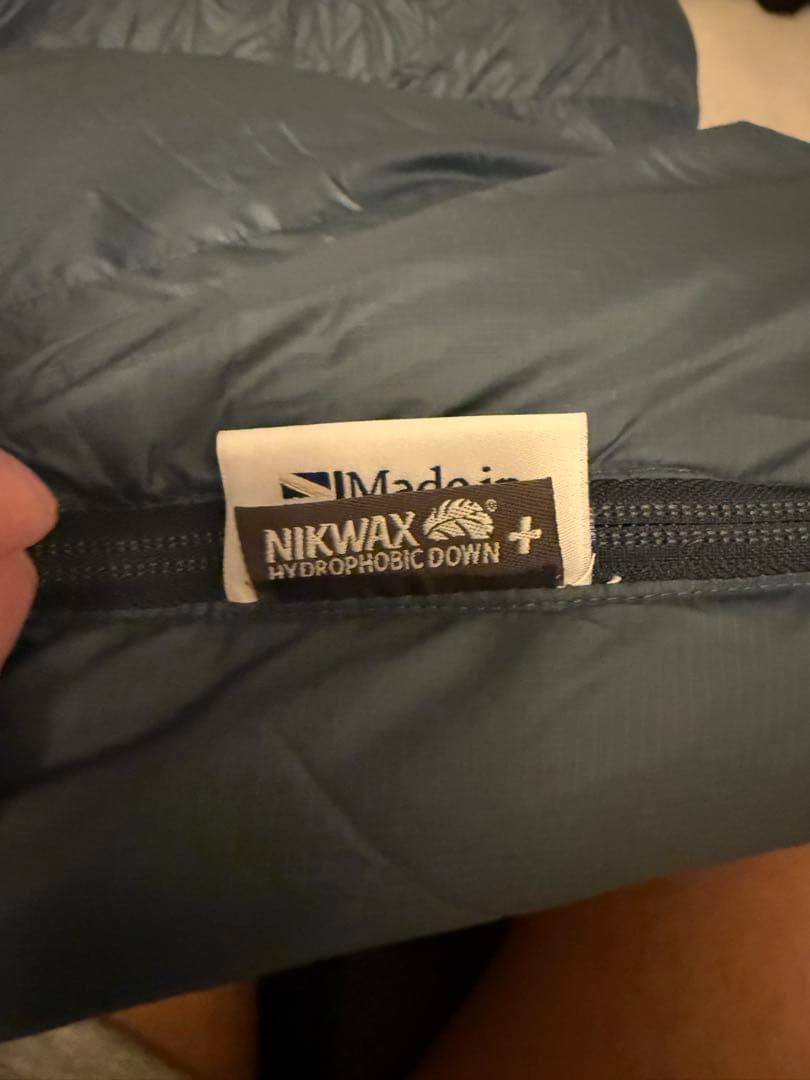 Made in
NIKWAX® +
HYDROPHOBIC DOWN